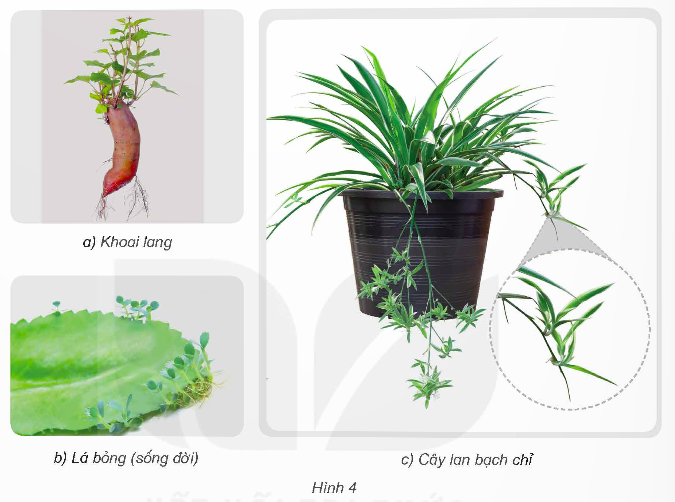 a) Khoai lang
b) Lá bỏng (sống đời)
c) Cây lan bạch chỉ
Hình 4